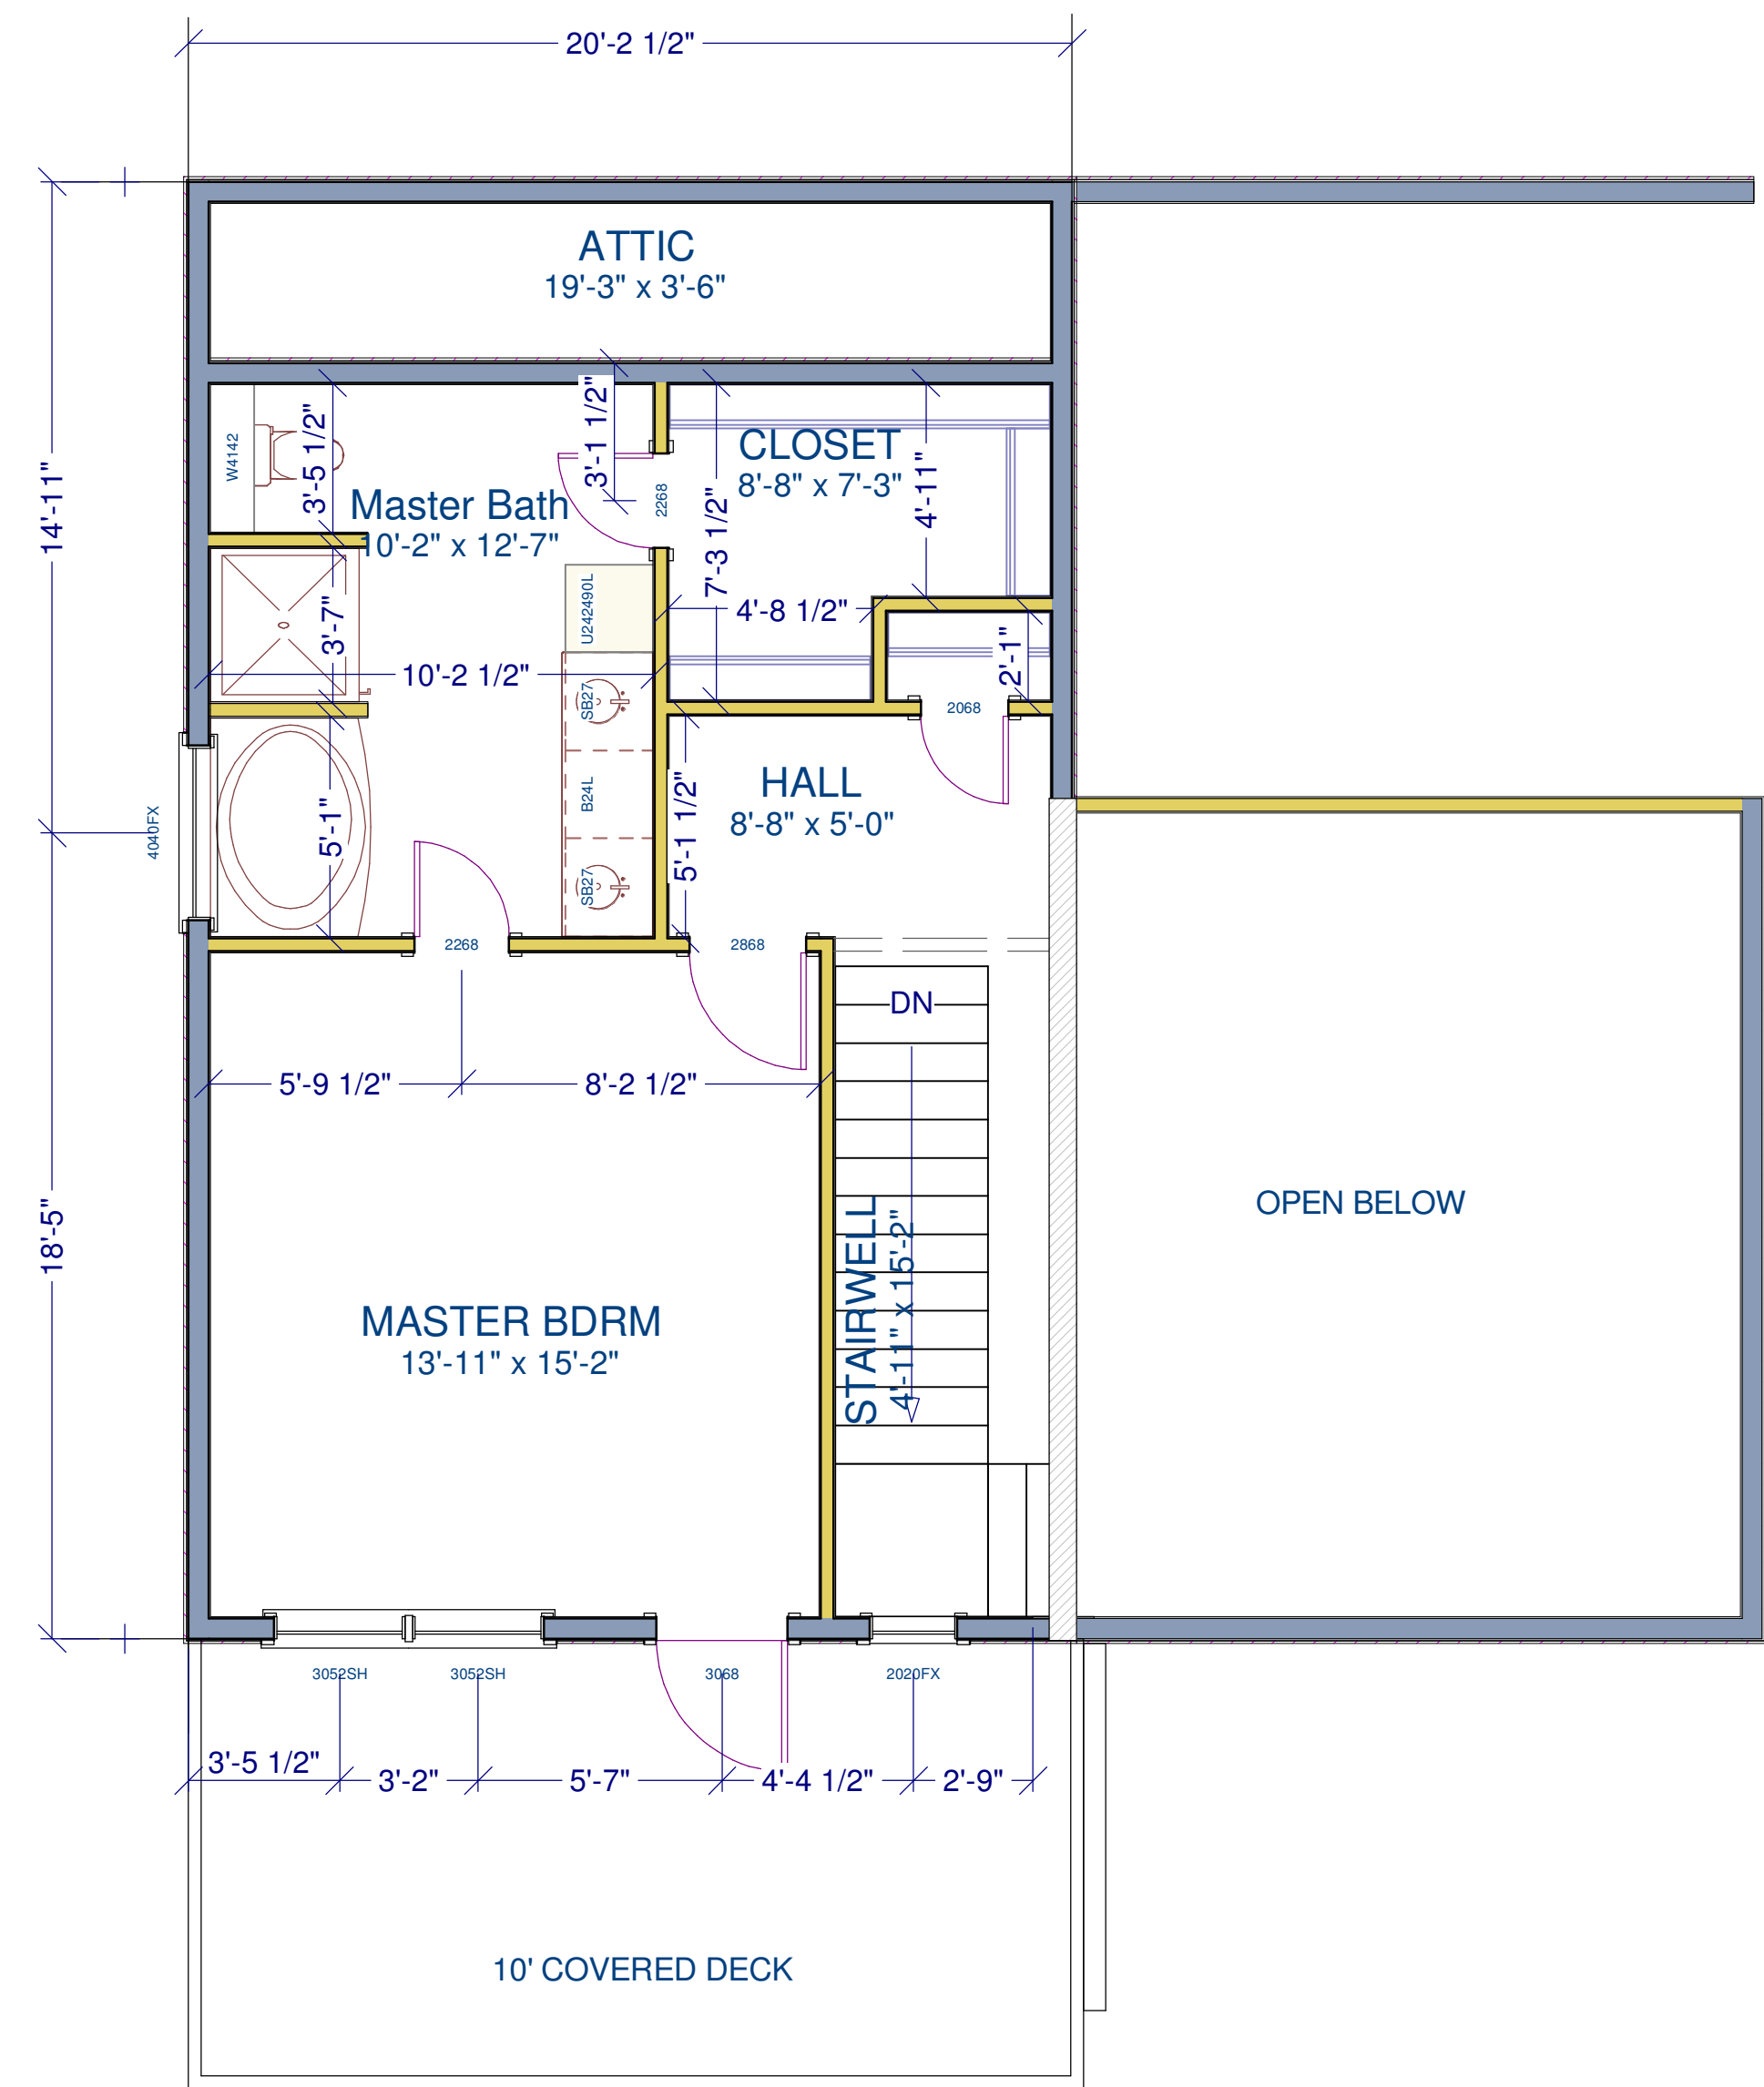 20'-2 1/2"
ATTIC
19'-3" x 3'-6"
14'-11"
W4142
3'-5 1/2"
Master Bath
10'-2" x 12'-7"
3'-1 1/2"
2268
CLOSET
8'-8" x 7'-3"
7'-3 1/2"
4'-11"
3'-7"
U242490L
4'-8 1/2"
2'-1"
10'-2 1/2"
SB27
2068
4040FX
5'-1"
B24L
SB27
5'-1 1/2"
HALL
8'-8" x 5'-0"
2268
2868
DN
5'-9 1/2"
8'-2 1/2"
18'-5"
STAIRWELL
4'-11" x 15'-2"
OPEN BELOW
MASTER BDRM
13'-11" x 15'-2"
3052SH
3052SH
3068
2020FX
3'-5 1/2"
3'-2"
5'-7"
4'-4 1/2"
2'-9"
10' COVERED DECK